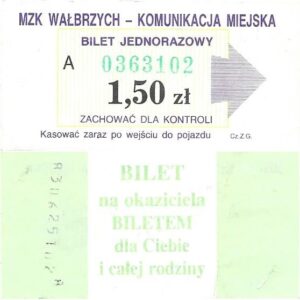 MZK WAŁBRZYCH – KOMUNIKACJA MIEJSKA
BILET JEDNORAZOWY
A 0363102
1,50 zł
ZACHOWAĆ DLA KONTROLI
Kasować zaraz po wejściu do pojazdu
Cz.Z.G.
BILET
na okaziciela
BILETEM
dla Ciebie
i całej rodziny